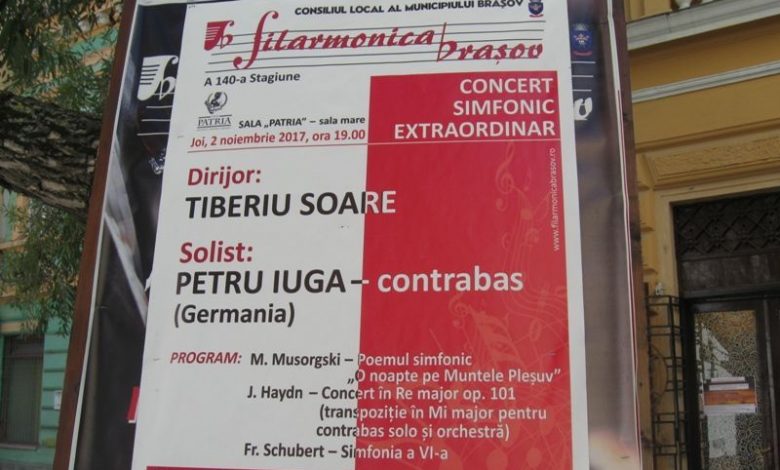 CONSILIUL LOCAL AL MUNICIPIULUI BRAȘOV
filarmonica
brașov
A 140-a Stagiune
PATRIA
SALA „PATRIA” – sala mare
Joi, 2 noiembrie 2017, ora 19.00
CONCERT
SIMFONIC
EXTRAORDINAR
www.filarmonicabrasov.ro
Dirijor:
TIBERIU SOARE
Solist:
PETRU IUGA – contrabas
(Germania)
PROGRAM: M. Musorgski – Poemul simfonic
„O noapte pe Muntele Pleșuv”
J. Haydn – Concert în Re major op. 101
(transpoziție în Mi major pentru
contrabas solo și orchestră)
Fr. Schubert – Simfonia a VI-a